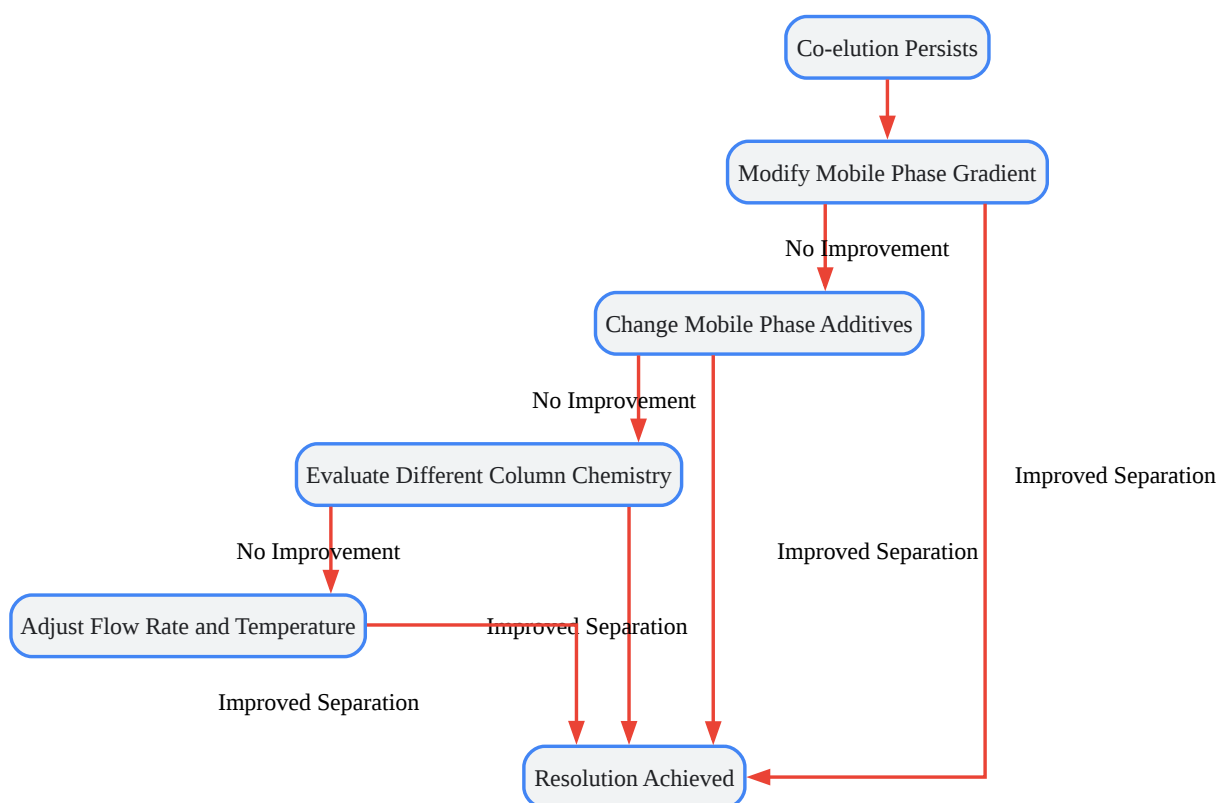 Co-elution Persists
Modify Mobile Phase Gradient
No Improvement
Change Mobile Phase Additives
No Improvement
Evaluate Different Column Chemistry
Improved Separation
No Improvement
Improved Separation
Adjust Flow Rate and Temperature
Improved Separation
Improved Separation
Resolution Achieved